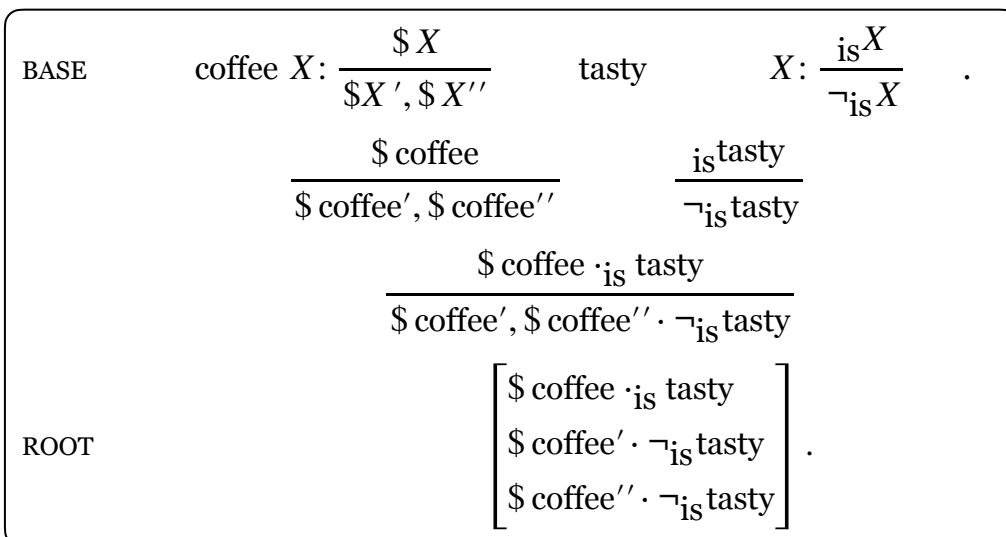 BASE coffee X: $ X / $X ′, $ X ′′ tasty X: isX / ¬isX .
$ coffee / $ coffee′, $ coffee′′ istasty / ¬istasty
$ coffee ·is tasty / $ coffee′, $ coffee′′ · ¬istasty
ROOT [ $ coffee ·is tasty
$ coffee′ · ¬istasty
$ coffee′′ · ¬istasty ] .